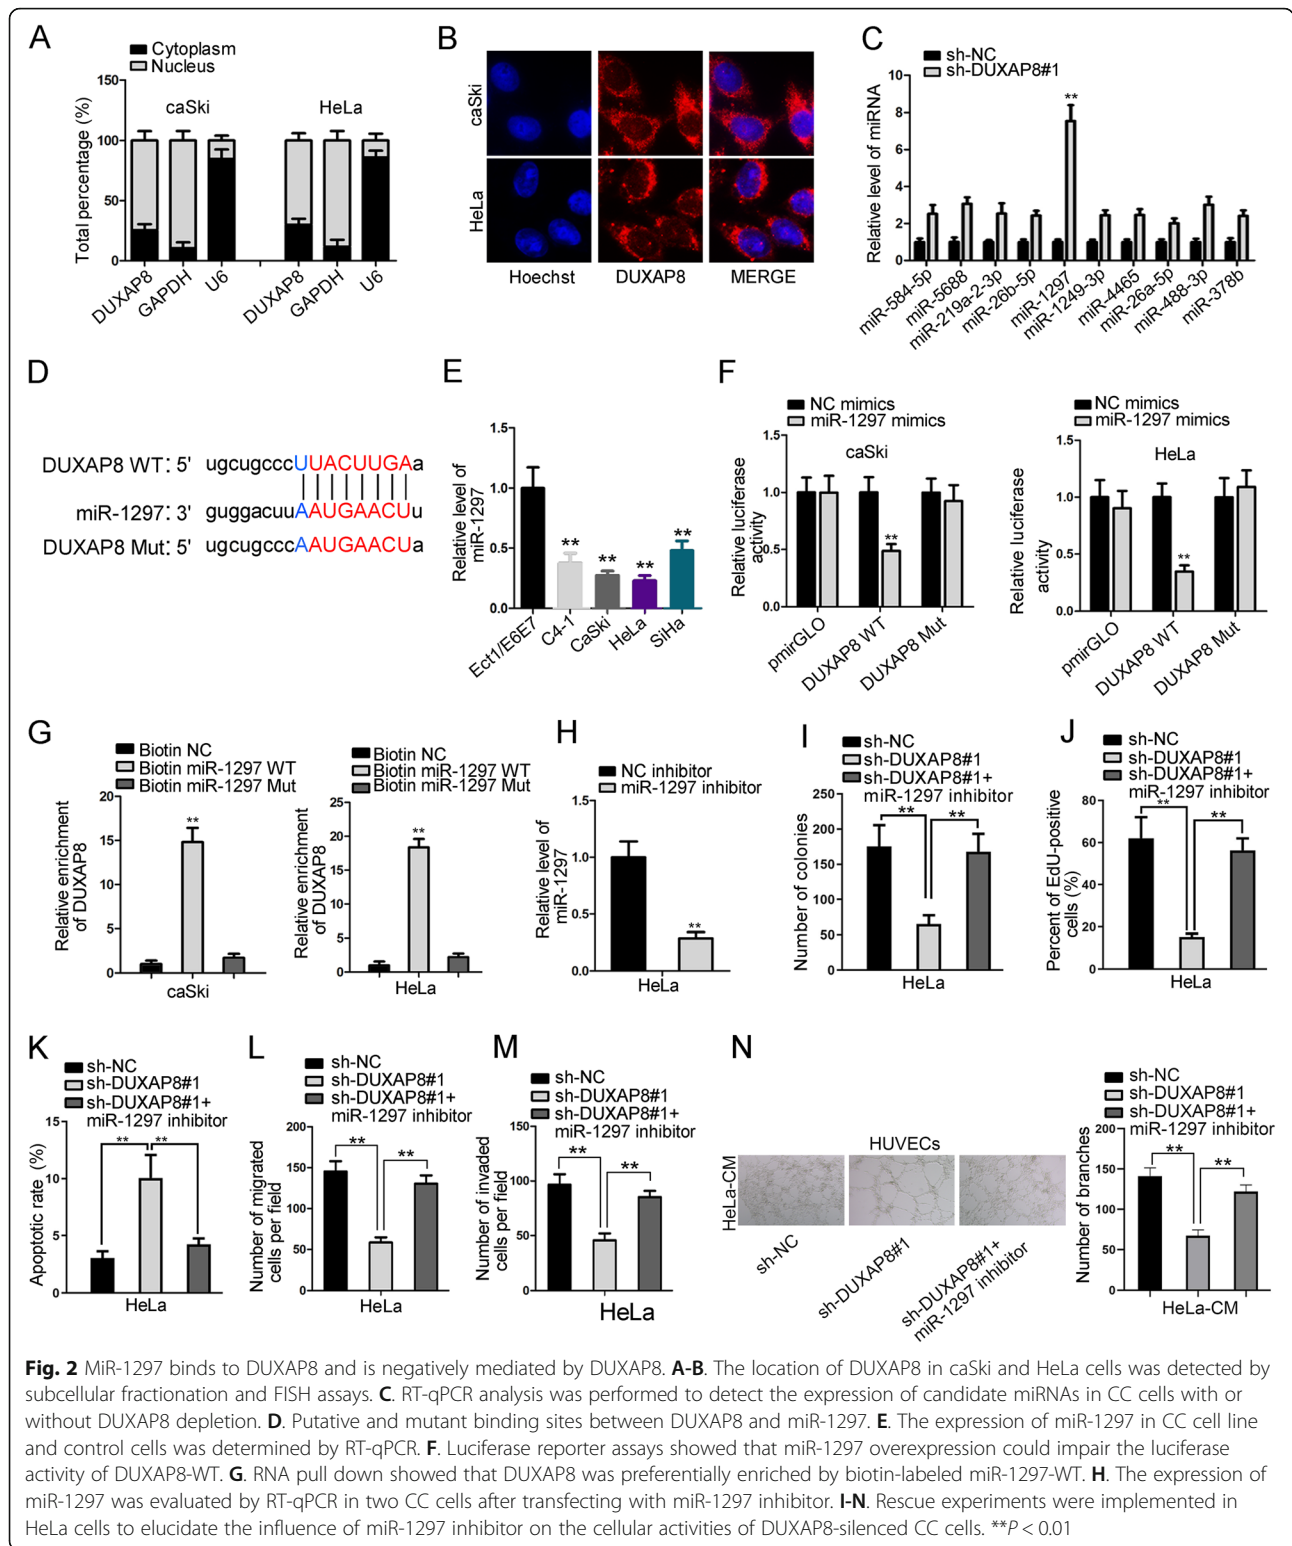 A
Cytoplasm
Nucleus
Total percentage (%)
150
100
50
0
caSki
HeLa
DUXAP8
GAPDH
U6
DUXAP8
GAPDH
U6
B
caSki
HeLa
Hoechst
DUXAP8
MERGE
C
sh-NC
sh-DUXAP8#1
Relative level of miRNA
10
8
6
4
2
0
**
miR-584-5p
miR-5688
miR-219a-2-3p
miR-26b-5p
miR-1297
miR-1249-3p
miR-4465
miR-26a-5p
miR-488-3p
miR-378b
D
DUXAP8 WT: 5' ugcugcccUUACUUGAa
miR-1297: 3' guggacuuAAUGAACUu
DUXAP8 Mut: 5' ugcugcccAAUGAACUa
E
Relative level of
miR-1297
1.5
1.0
0.5
0.0
** ** ** **
Ect1/E6E7
C4-1
CaSki
HeLa
SiHa
F
NC mimics
miR-1297 mimics
caSki
Relative luciferase
activity
1.5
1.0
0.5
0.0
**
pmirGLO
DUXAP8 WT
DUXAP8 Mut
NC mimics
miR-1297 mimics
HeLa
Relative luciferase
activity
1.5
1.0
0.5
0.0
**
pmirGLO
DUXAP8 WT
DUXAP8 Mut
G
Biotin NC
Biotin miR-1297 WT
Biotin miR-1297 Mut
Relative enrichment
of DUXAP8
20
15
10
5
0
**
caSki
Biotin NC
Biotin miR-1297 WT
Biotin miR-1297 Mut
Relative enrichment
of DUXAP8
25
20
15
10
5
0
**
HeLa
H
NC inhibitor
miR-1297 inhibitor
Relative level of
miR-1297
1.5
1.0
0.5
0.0
**
HeLa
I
sh-NC
sh-DUXAP8#1
sh-DUXAP8#1+
miR-1297 inhibitor
Number of colonies
250
200
150
100
50
0
** **
HeLa
J
sh-NC
sh-DUXAP8#1
sh-DUXAP8#1+
miR-1297 inhibitor
Percent of EdU-positive
cells (%)
80
60
40
20
0
** **
HeLa
K
sh-NC
sh-DUXAP8#1
sh-DUXAP8#1+
miR-1297 inhibitor
Apoptotic rate (%)
15
10
5
0
** **
HeLa
L
sh-NC
sh-DUXAP8#1
sh-DUXAP8#1+
miR-1297 inhibitor
Number of migrated
cells per field
200
150
100
50
0
** **
HeLa
M
sh-NC
sh-DUXAP8#1
sh-DUXAP8#1+
miR-1297 inhibitor
Number of invaded
cells per field
150
100
50
0
** **
HeLa
N
HUVECs
HeLa-CM
sh-NC
sh-DUXAP8#1
sh-DUXAP8#1+
miR-1297 inhibitor
sh-NC
sh-DUXAP8#1
sh-DUXAP8#1+
miR-1297 inhibitor
Number of branches
200
150
100
50
0
** **
HeLa-CM
Fig. 2 MiR-1297 binds to DUXAP8 and is negatively mediated by DUXAP8. A-B. The location of DUXAP8 in caSki and HeLa cells was detected by
subcellular fractionation and FISH assays. C. RT-qPCR analysis was performed to detect the expression of candidate miRNAs in CC cells with or
without DUXAP8 depletion. D. Putative and mutant binding sites between DUXAP8 and miR-1297. E. The expression of miR-1297 in CC cell line
and control cells was determined by RT-qPCR. F. Luciferase reporter assays showed that miR-1297 overexpression could impair the luciferase
activity of DUXAP8-WT. G. RNA pull down showed that DUXAP8 was preferentially enriched by biotin-labeled miR-1297-WT. H. The expression of
miR-1297 was evaluated by RT-qPCR in two CC cells after transfecting with miR-1297 inhibitor. I-N. Rescue experiments were implemented in
HeLa cells to elucidate the influence of miR-1297 inhibitor on the cellular activities of DUXAP8-silenced CC cells. **P < 0.01